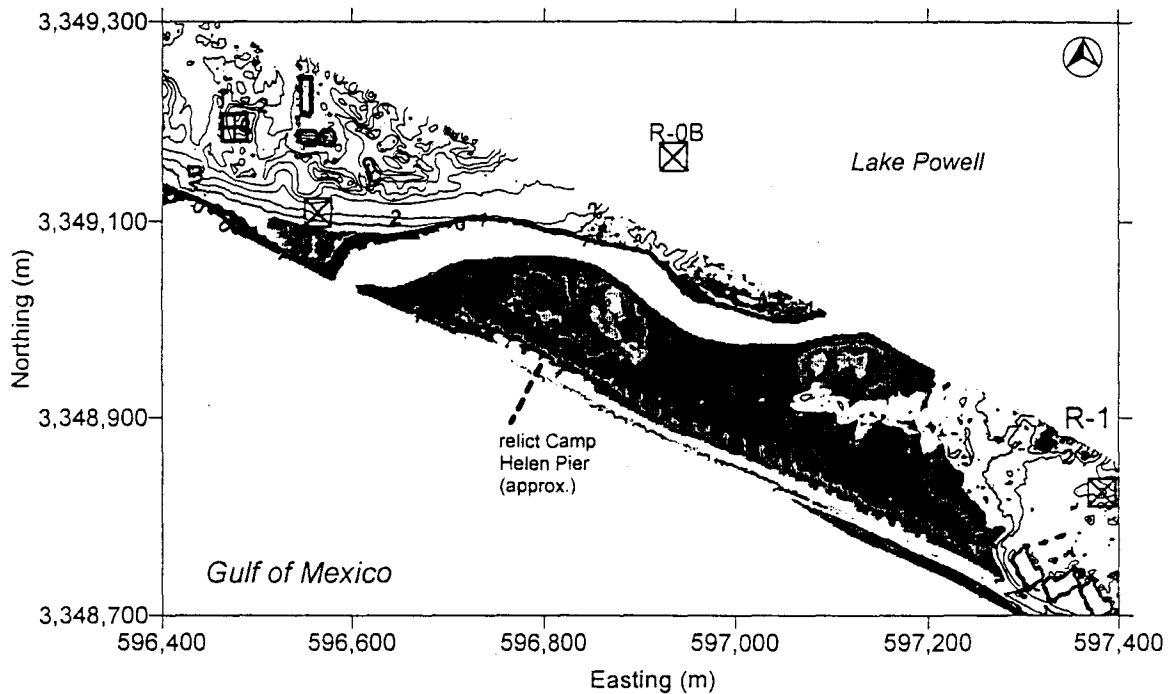 3,349,300
R-0B
Lake Powell
3,349,100
2
1
0
Northing (m)
3,348,900
R-1
relict Camp
Helen Pier
(approx.)
Gulf of Mexico
3,348,700
596,400
596,600
596,800
597,000
597,200
597,400
Easting (m)